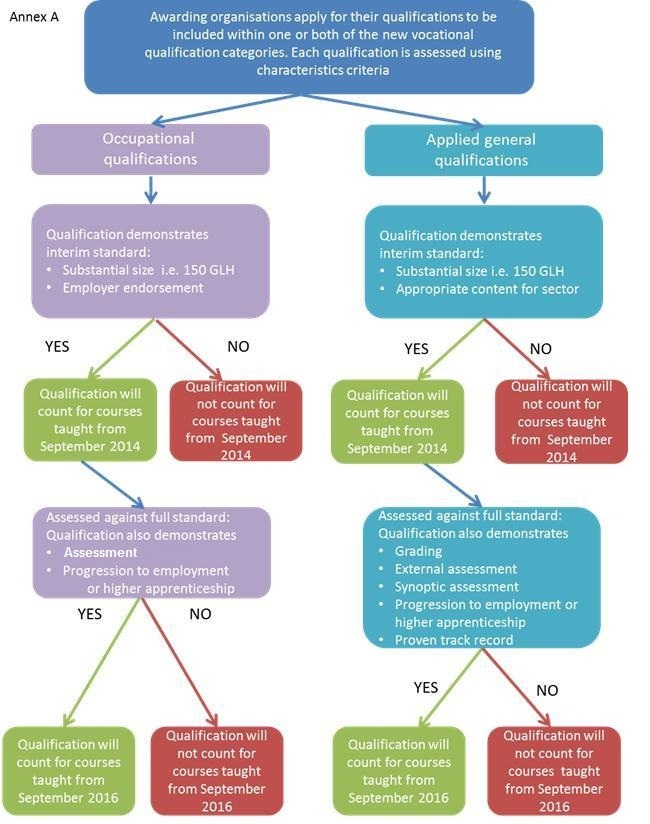 Annex A
Awarding organisations apply for their qualifications to be
included within one or both of the new vocational
qualification categories. Each qualification is assessed using
characteristics criteria
Occupational
qualifications
Applied general
qualifications
Qualification demonstrates
interim standard:
• Substantial size i.e. 150 GLH
• Employer endorsement
Qualification demonstrates
interim standard:
• Substantial size i.e. 150 GLH
• Appropriate content for sector
YES
NO
YES
NO
Qualification will
count for courses
taught from
September 2014
Qualification will
not count for
courses taught
from September
2014
Qualification will
count for courses
taught from
September 2014
Qualification will
not count for
courses taught
from September
2014
Assessed against full standard:
Qualification also demonstrates
• Assessment
• Progression to employment
or higher apprenticeship
Assessed against full standard:
Qualification also demonstrates
• Grading
• External assessment
• Synoptic assessment
• Progression to employment or
higher apprenticeship
• Proven track record
YES
NO
YES
NO
Qualification will
count for courses
taught from
September 2016
Qualification will
not count for
courses taught
from September
2016
Qualification will
count for courses
taught from
September 2016
Qualification will
not count for
courses taught
from September
2016